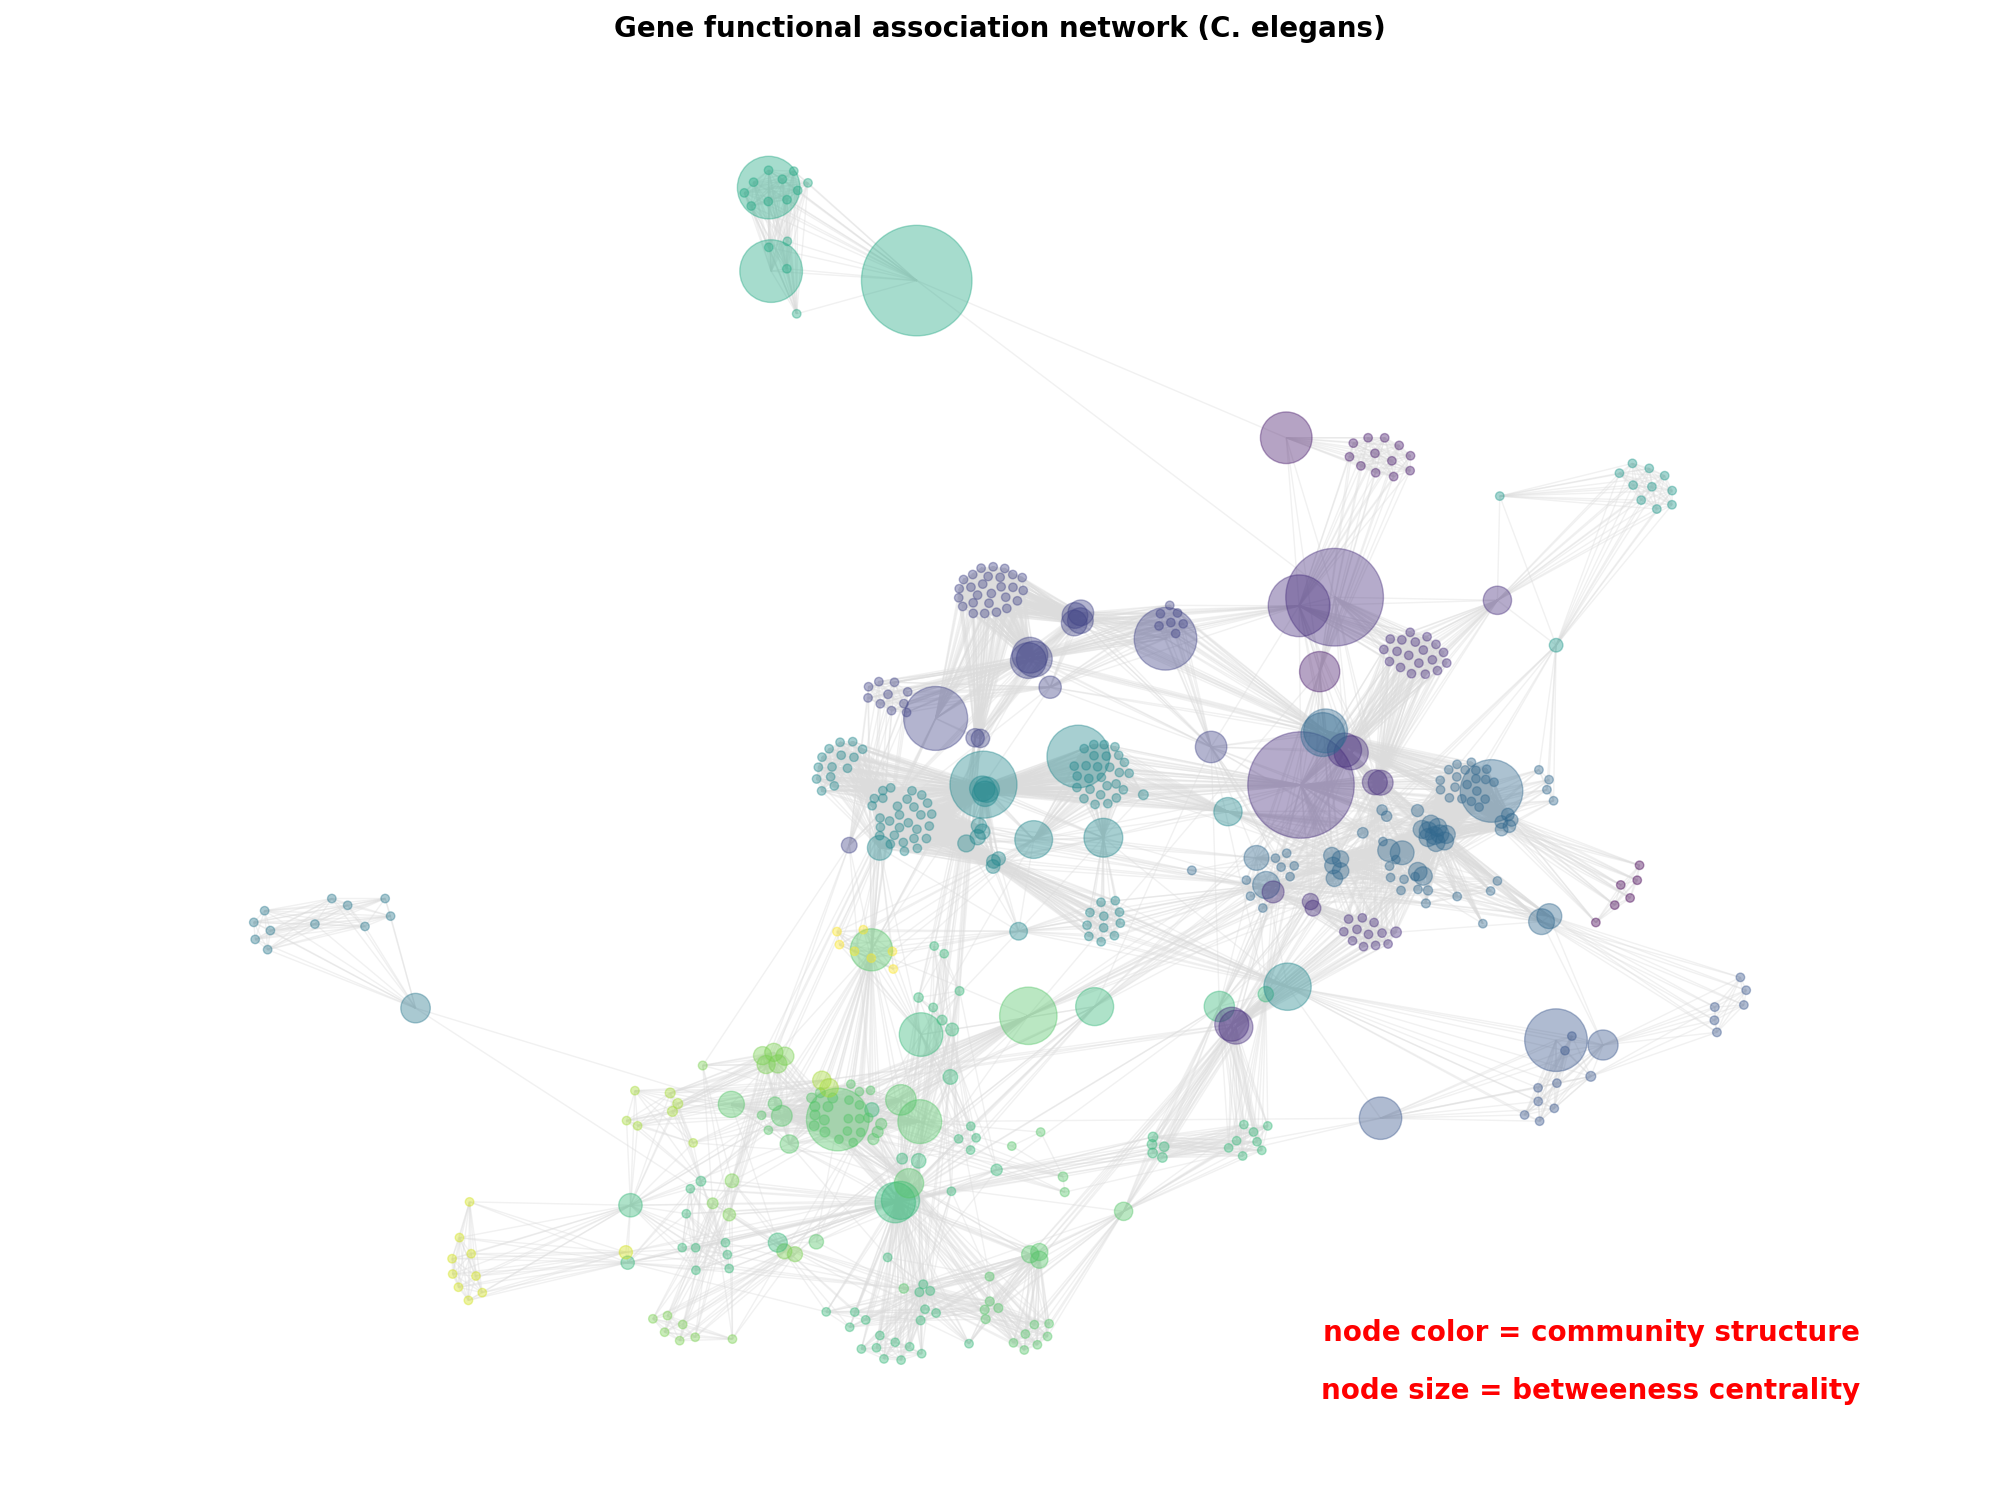 Gene functional association network (C. elegans)
node color = community structure
node size = betweeness centrality